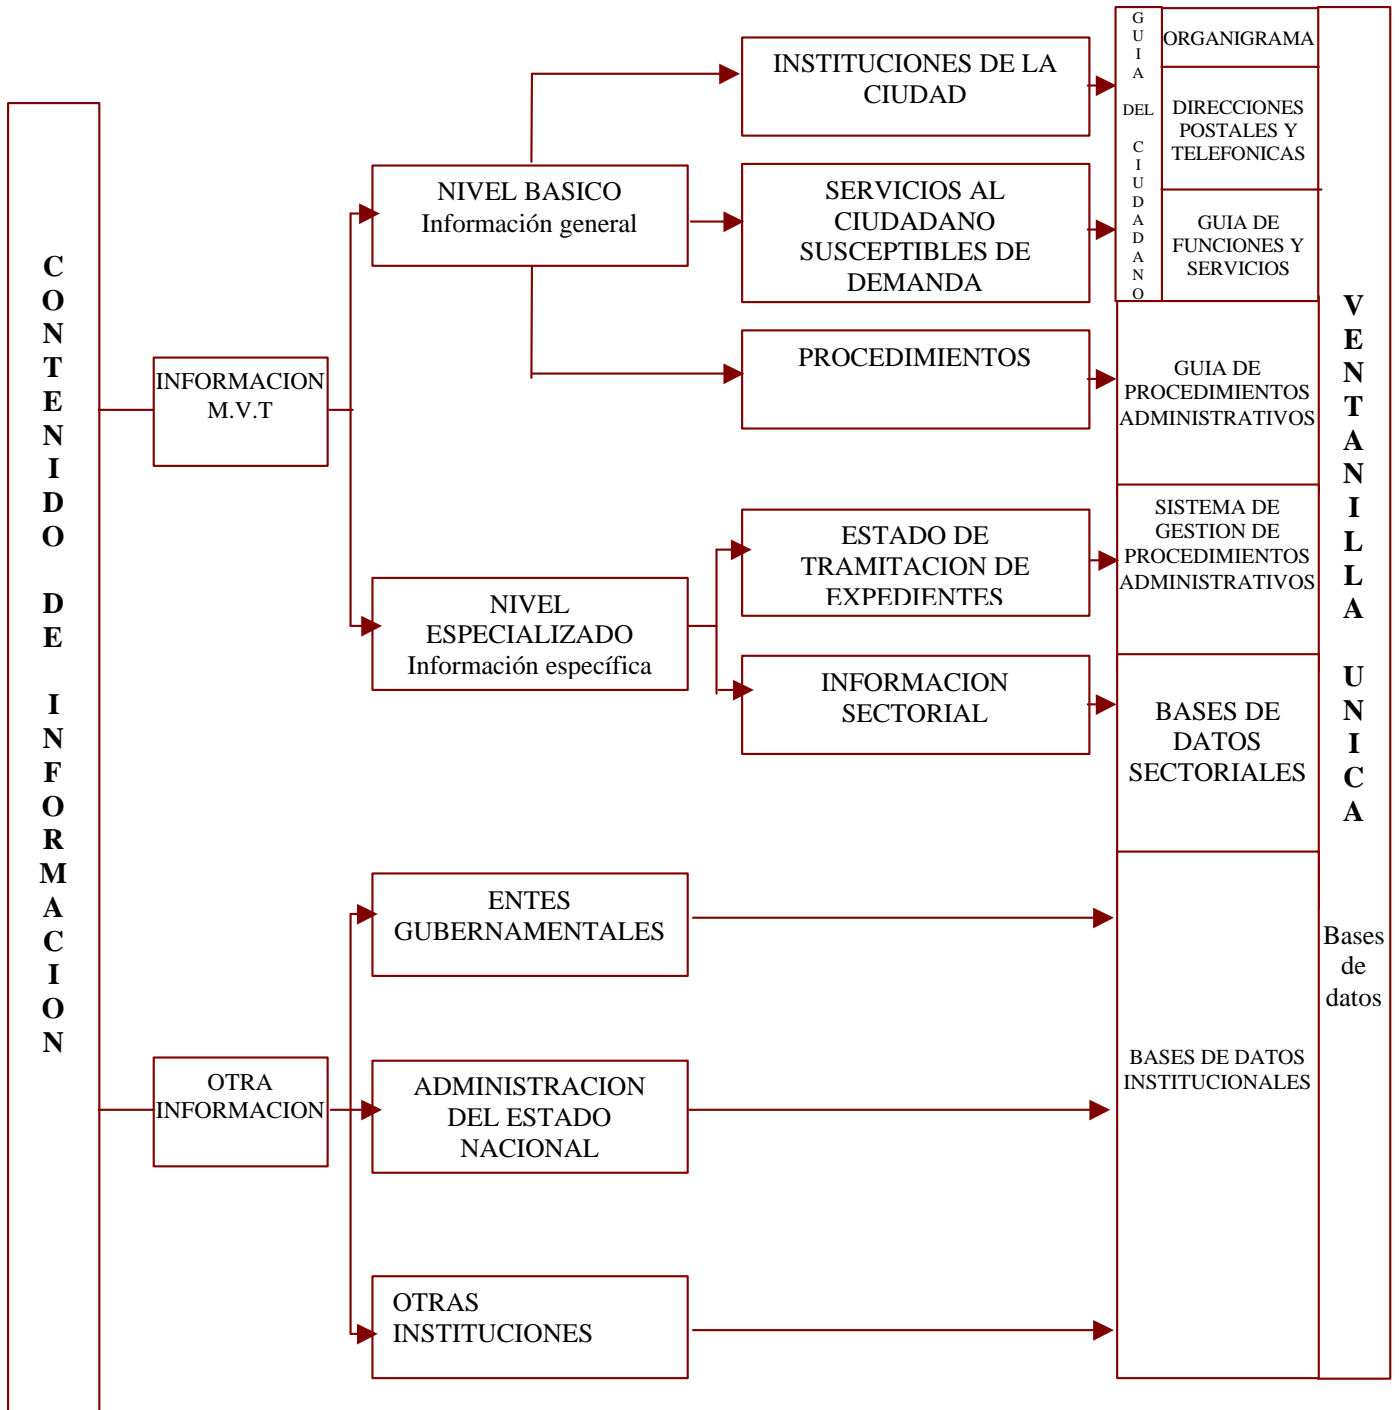 CONTENIDO DE INFORMACION
INFORMACION
M.V.T
OTRA
INFORMACION
NIVEL BASICO
Información general
NIVEL
ESPECIALIZADO
Información específica
ENTES
GUBERNAMENTALES
ADMINISTRACION
DEL ESTADO
NACIONAL
OTRAS
INSTITUCIONES
INSTITUCIONES DE LA
CIUDAD
SERVICIOS AL
CIUDADANO
SUSCEPTIBLES DE
DEMANDA
PROCEDIMIENTOS
ESTADO DE
TRAMITACION DE
EXPEDIENTES
INFORMACION
SECTORIAL
GUIA DEL CIUDADANO
ORGANIGRAMA
DIRECCIONES
POSTALES Y
TELEFONICAS
GUIA DE
FUNCIONES Y
SERVICIOS
GUIA DE
PROCEDIMIENTOS
ADMINISTRATIVOS
SISTEMA DE
GESTION DE
PROCEDIMIENTOS
ADMINISTRATIVOS
BASES DE
DATOS
SECTORIALES
BASES DE DATOS
INSTITUCIONALES
VENTANILLA UNICA
Bases
de
datos